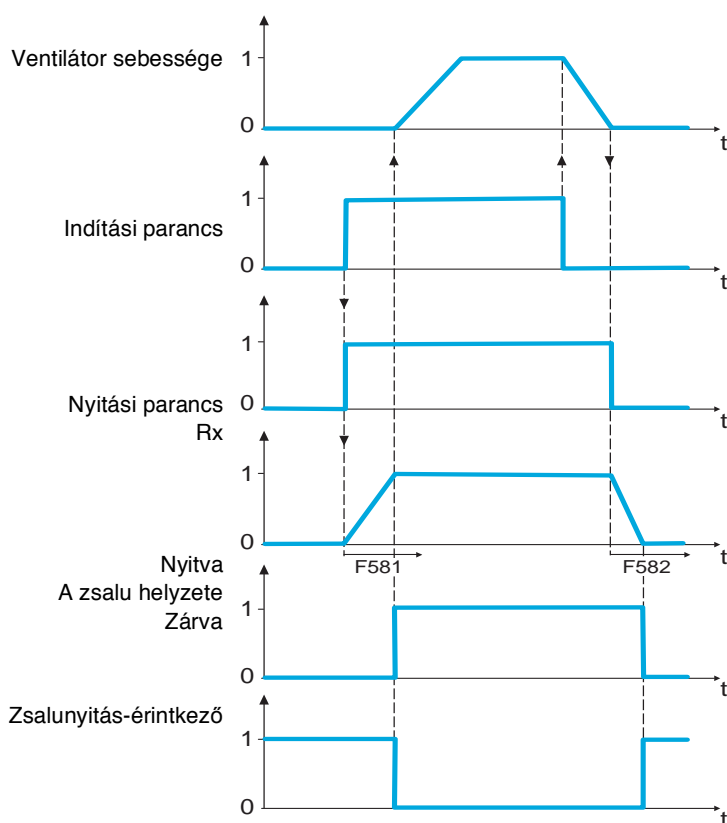 Ventilátor sebessége
1
0
t
Indítási parancs
1
0
t
Nyitási parancs
Rx
1
0
t
1
0
F581
F582
t
Nyitva
A zsalu helyzete
Zárva
1
0
t
Zsalunyitás-érintkező
1
0
t